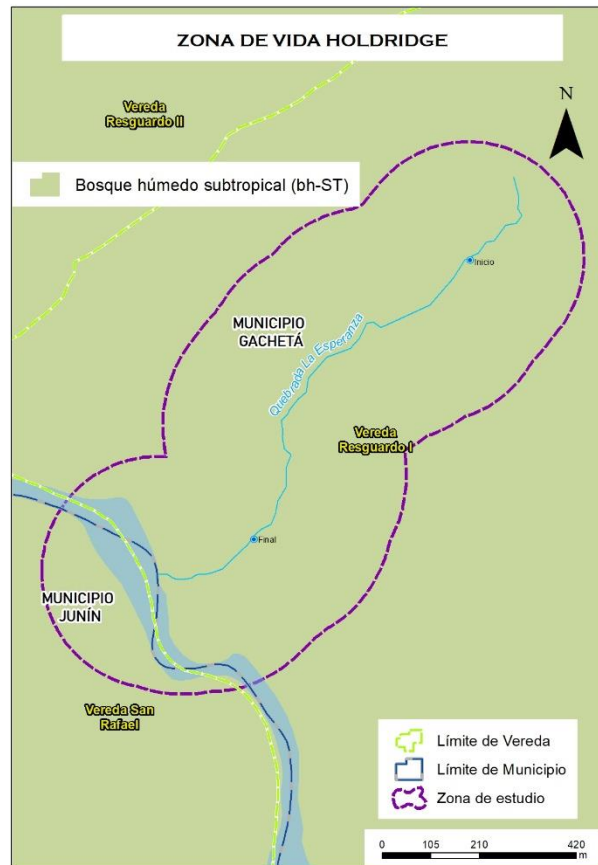 ZONA DE VIDA HOLDRIDGE
Vereda
Resguardo II
N
Bosque húmedo subtropical (bh-ST)
Inicio
MUNICIPIO
GACHETÁ
Quebrada La Esperanza
Vereda
Resguardo I
Final
MUNICIPIO
JUNÍN
Vereda San
Rafael
Límite de Vereda
Límite de Municipio
Zona de estudio
0 105 210 420
m